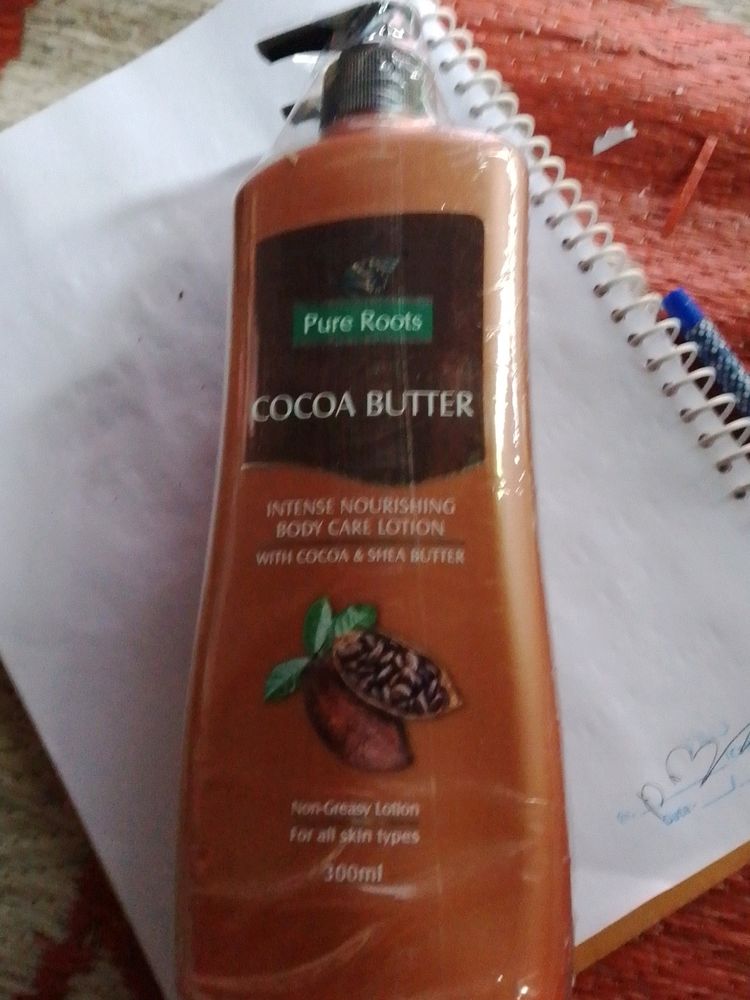 Pure Roots
COCOA BUTTER
INTENSE NOURISHING
BODY CARE LOTION
WITH COCOA & SHEA BUTTER
Non-Greasy Lotion
For all skin types
300ml
Date